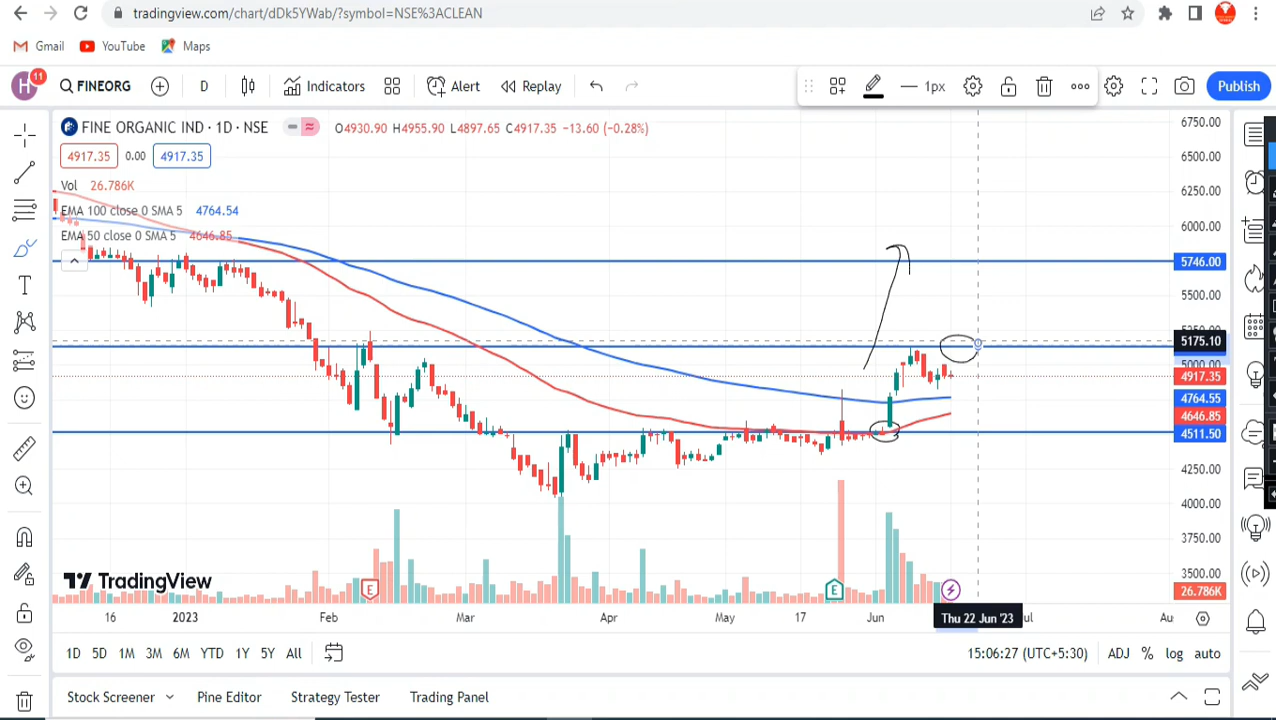 tradingview.com/chart/dDk5YWab/?symbol=NSE%3ACLEAN
Gmail YouTube Maps
H 11 FINEORG D Indicators Alert Replay 1px Publish
FINE ORGANIC IND · 1D · NSE O4930.90 H4955.90 L4897.65 C4917.35 -13.60 (-0.28%)
4917.35 0.00 4917.35
Vol 26.786K
EMA 100 close 0 SMA 5 4764.54
EMA 50 close 0 SMA 5 4646.85
6750.00
6500.00
6250.00
6000.00
5746.00
5500.00
5250.00
5175.10
5000.00
4917.35
4764.55
4646.85
4511.50
4250.00
4000.00
3750.00
3500.00
26.786K
TradingView
E E
16 2023 Feb Mar Apr May 17 Jun Thu 22 Jun '23 ul Au
1D 5D 1M 3M 6M YTD 1Y 5Y All 15:06:27 (UTC+5:30) ADJ % log auto
Stock Screener Pine Editor Strategy Tester Trading Panel